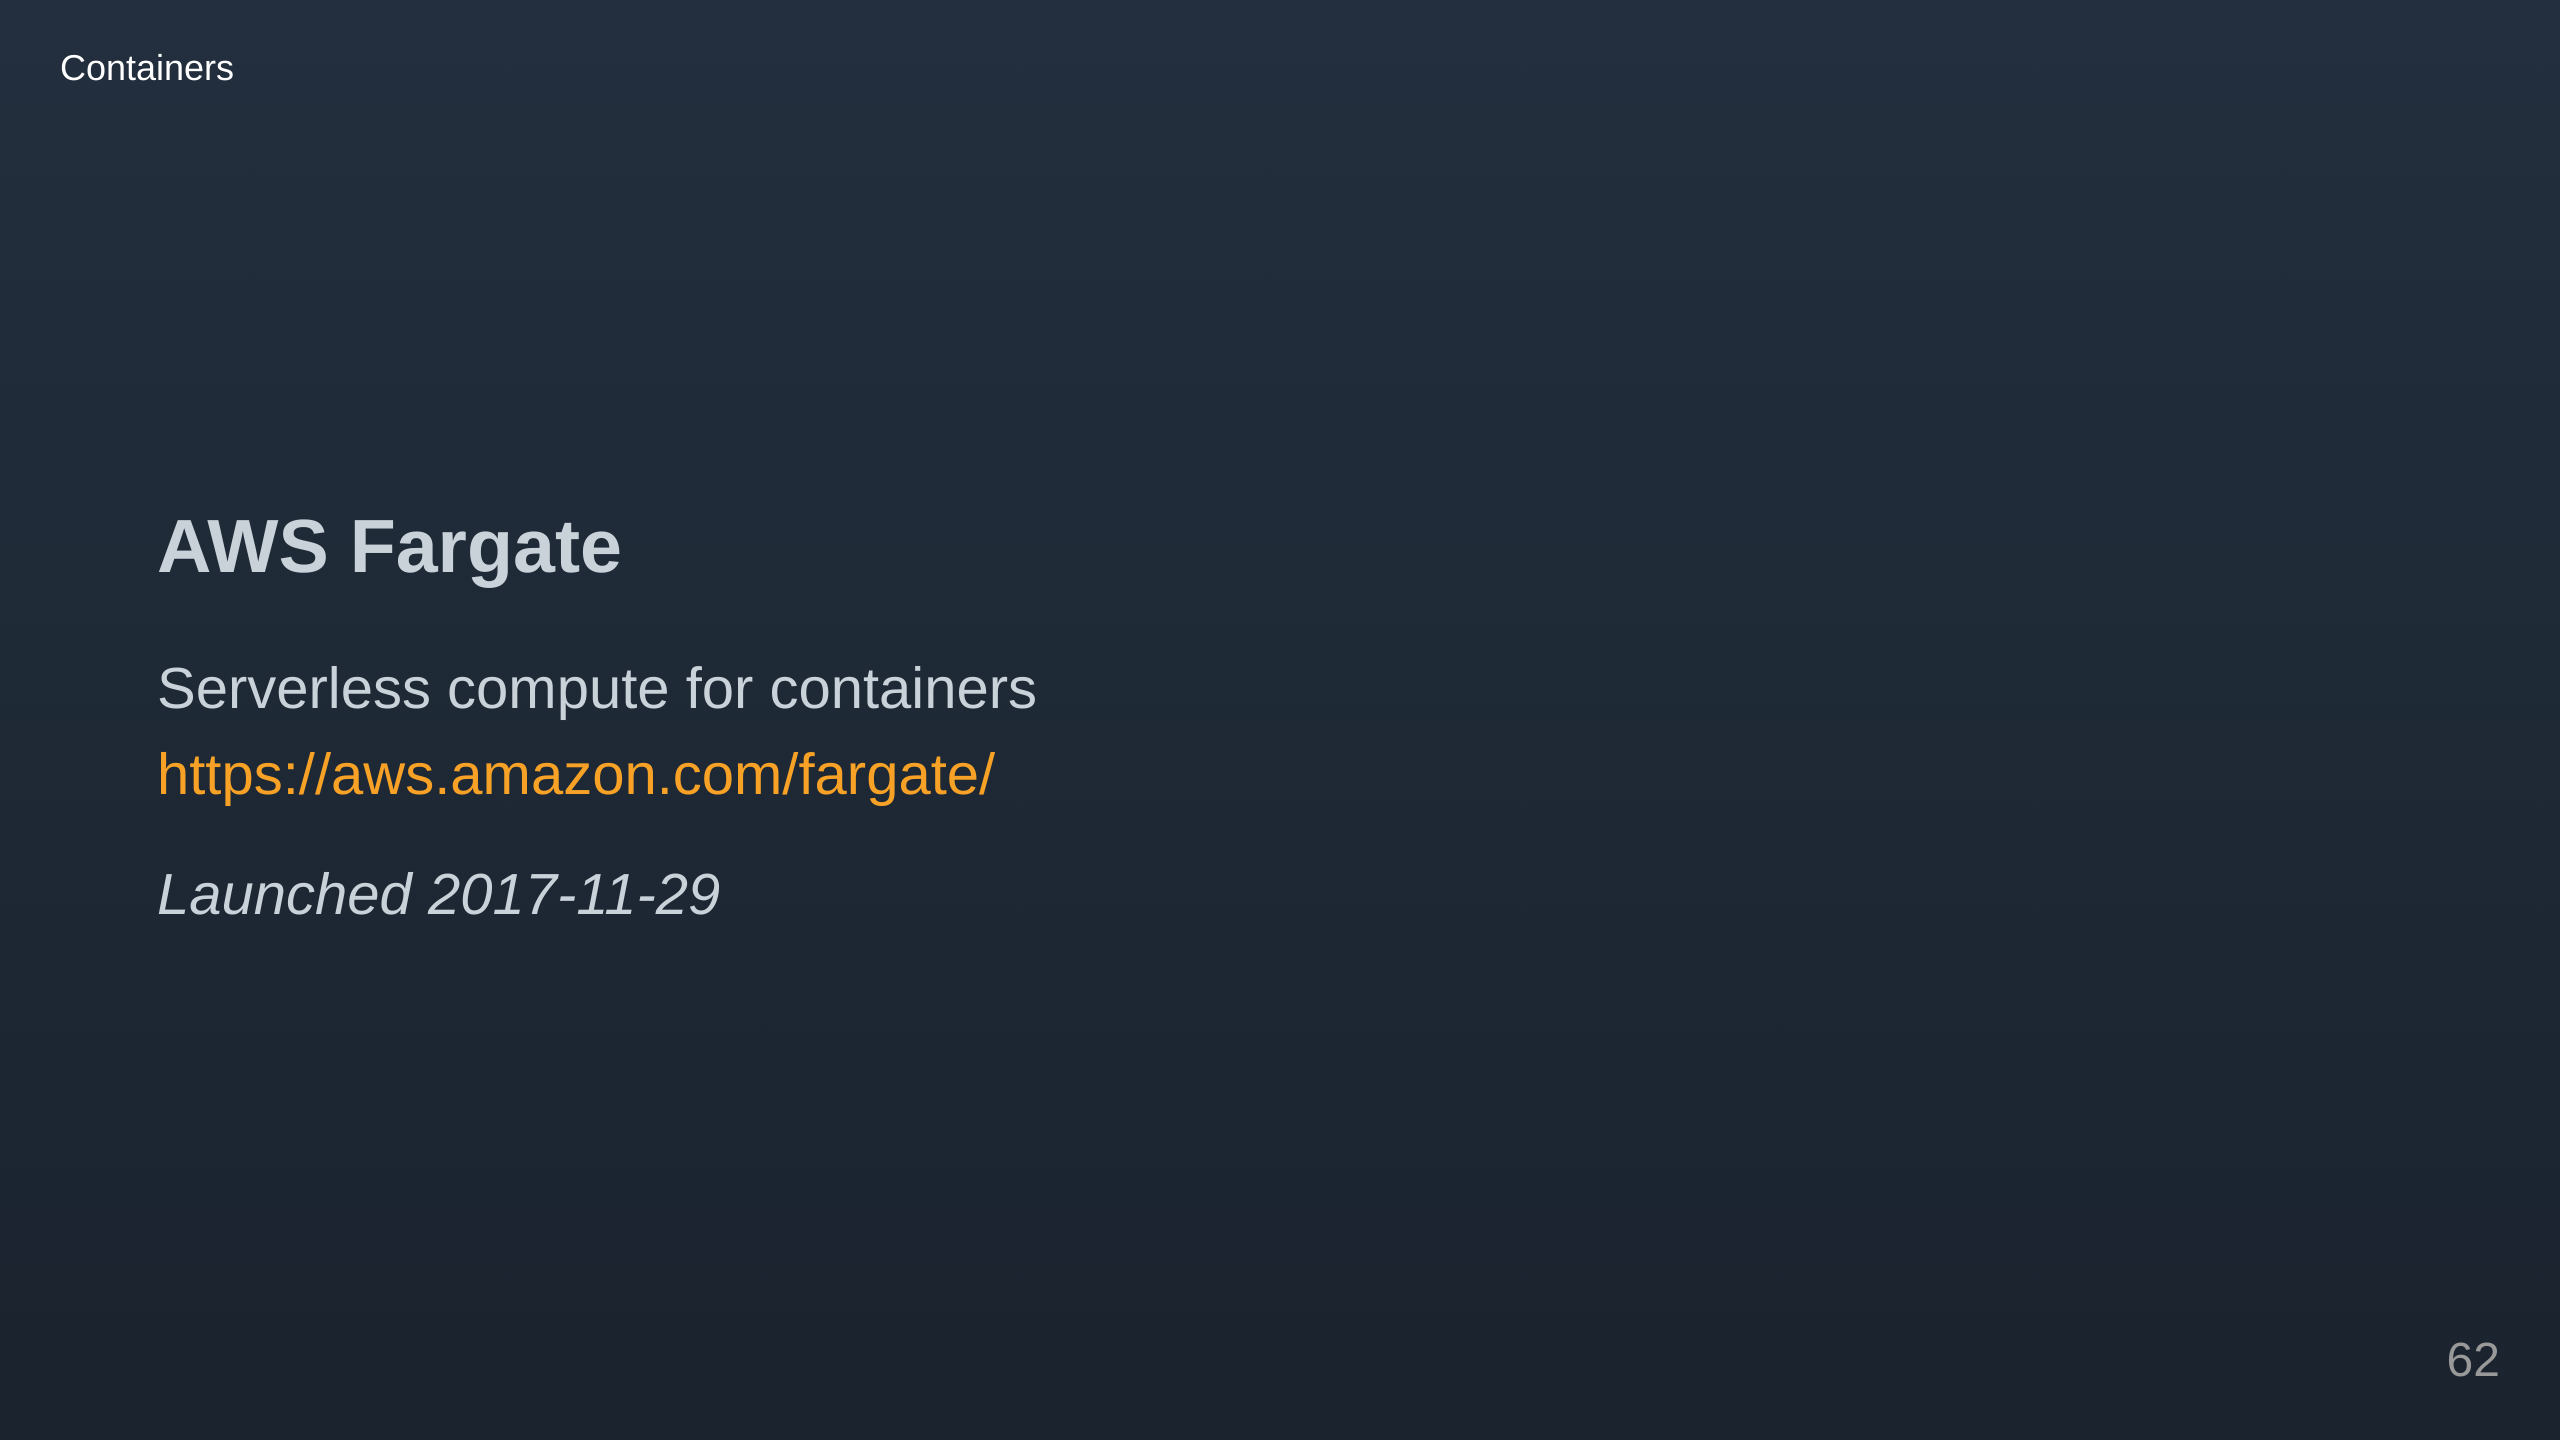 Containers
AWS Fargate
Serverless compute for containers
https://aws.amazon.com/fargate/
Launched 2017-11-29
62